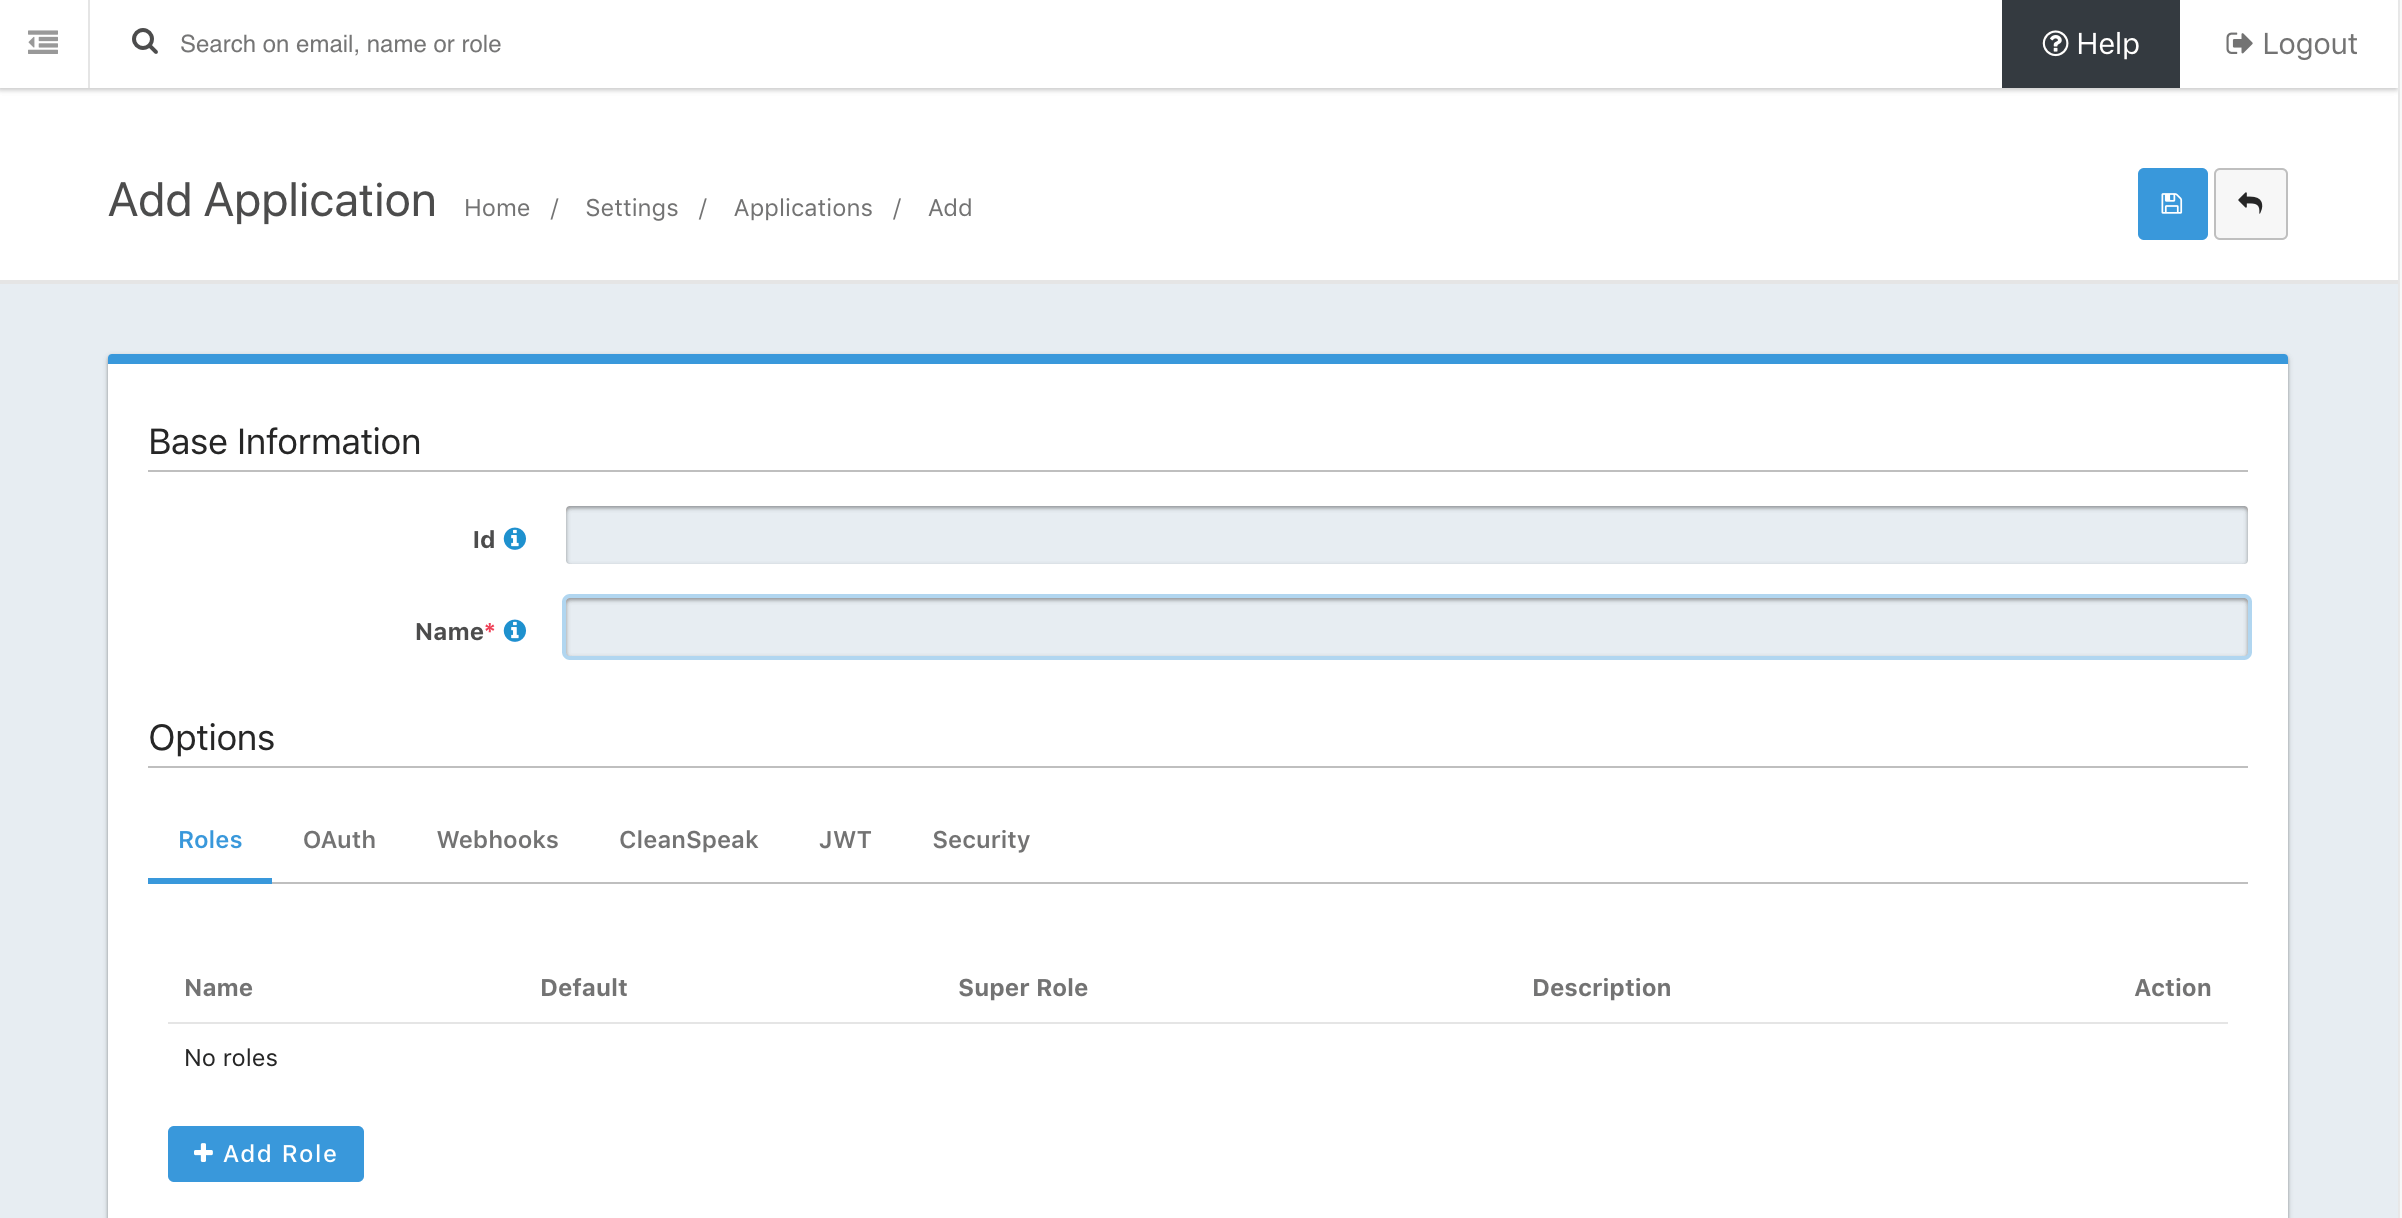 Search on email, name or role
Help
Logout
Add Application
Home / Settings / Applications / Add
Base Information
Id
Name*
Options
Roles OAuth Webhooks CleanSpeak JWT Security
Name Default Super Role Description Action
No roles
Add Role